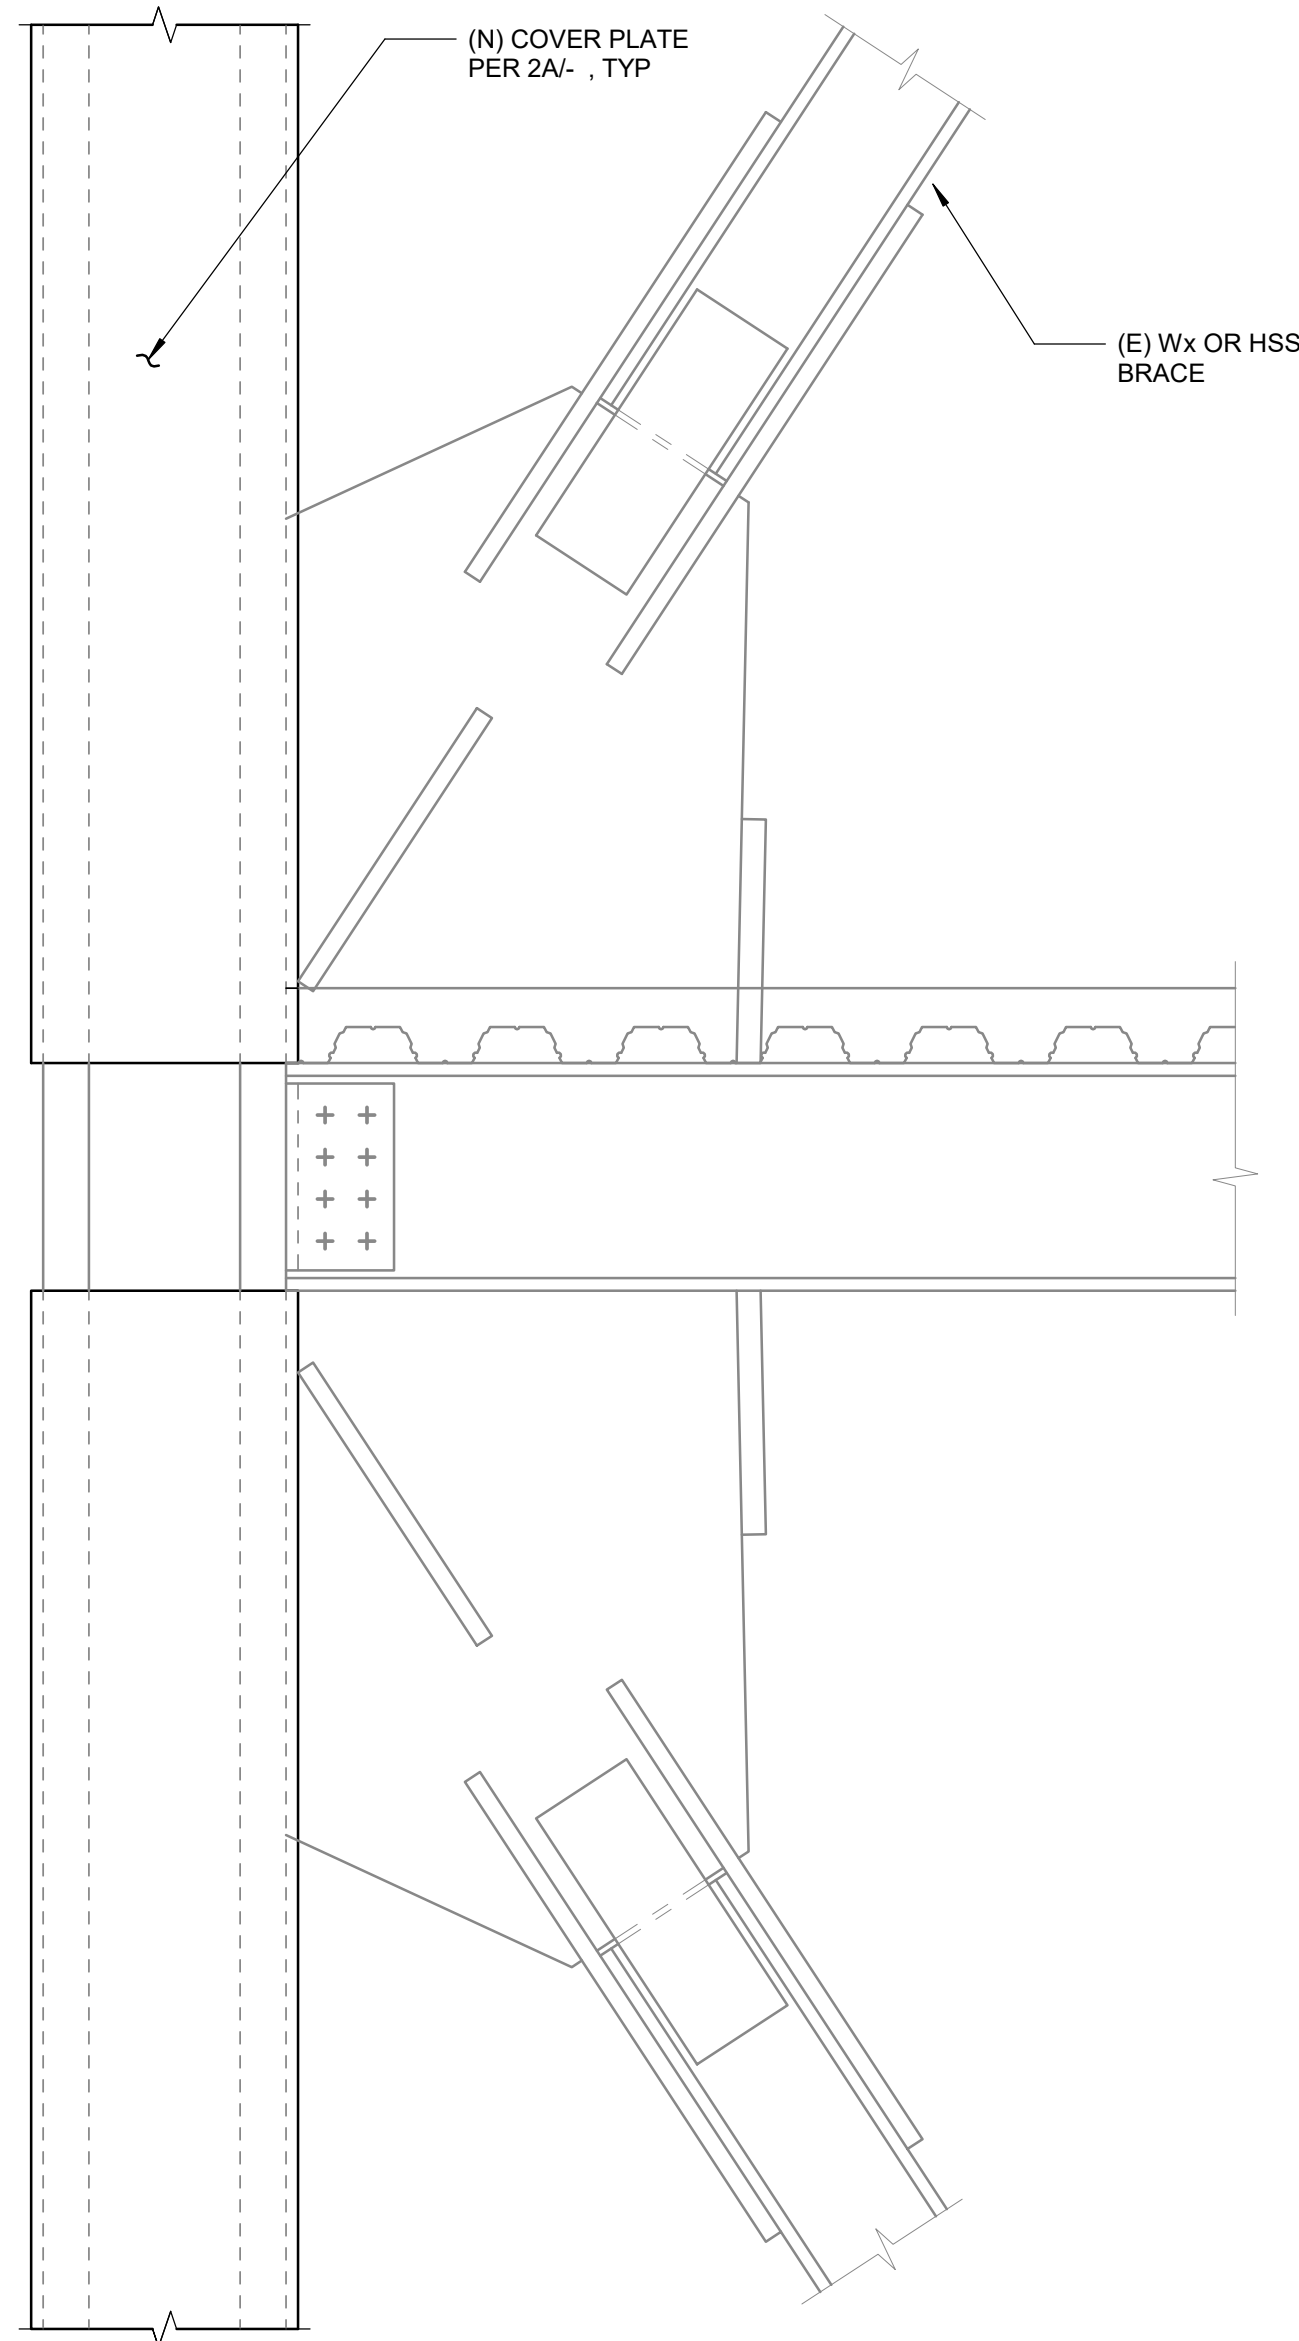 (N) COVER PLATE
PER 2A/- , TYP
(E) Wx OR HSS
BRACE